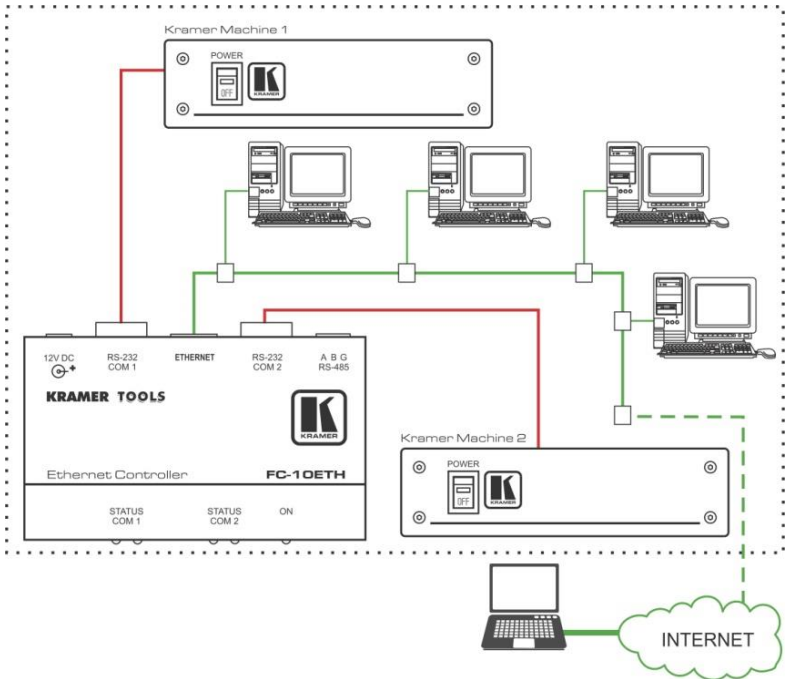 Kramer Machine 1
POWER
OFF
K
KRAMER
12V DC
+
RS-232
COM 1
ETHERNET
RS-232
COM 2
A B G
RS-485
KRAMER TOOLS
K
KRAMER
Ethernet Controller
FC-10ETH
STATUS
COM 1
STATUS
COM 2
ON
Kramer Machine 2
POWER
OFF
K
KRAMER
INTERNET